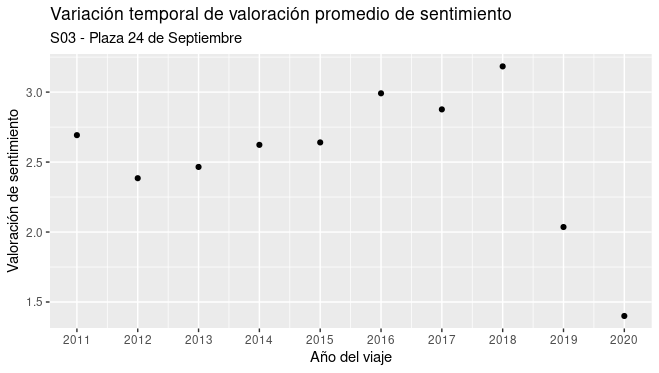 Variación temporal de valoración promedio de sentimiento
S03 - Plaza 24 de Septiembre
Valoración de sentimiento
3.0
2.5
2.0
1.5
2011 2012 2013 2014 2015 2016 2017 2018 2019 2020
Año del viaje